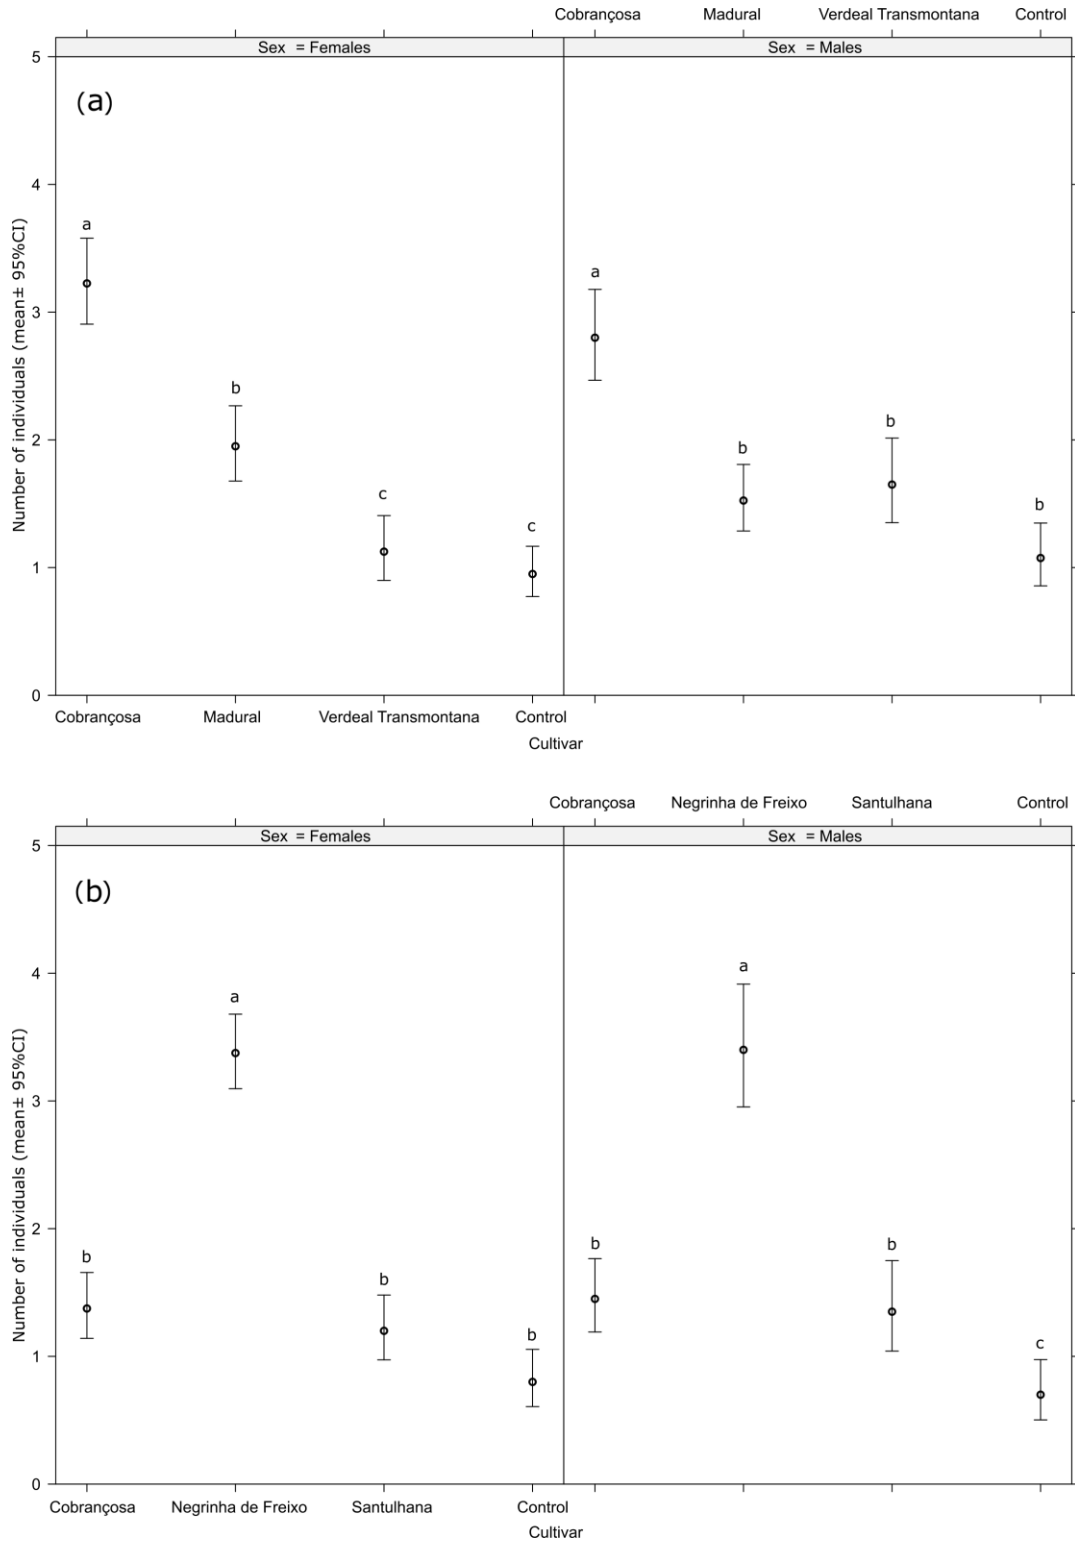 Cobrançosa Madural Verdeal Transmontana Control
Sex = Females Sex = Males
(a)
5
4
3
2
1
0
Number of individuals (mean± 95%CI)
a
b
c
c
a
b
b
b
Cobrançosa Madural Verdeal Transmontana Control
Cultivar
Cobrançosa Negrinha de Freixo Santulhana Control
Sex = Females Sex = Males
(b)
5
4
3
2
1
0
Number of individuals (mean± 95%CI)
b
a
b
b
b
a
b
c
Cobrançosa Negrinha de Freixo Santulhana Control
Cultivar